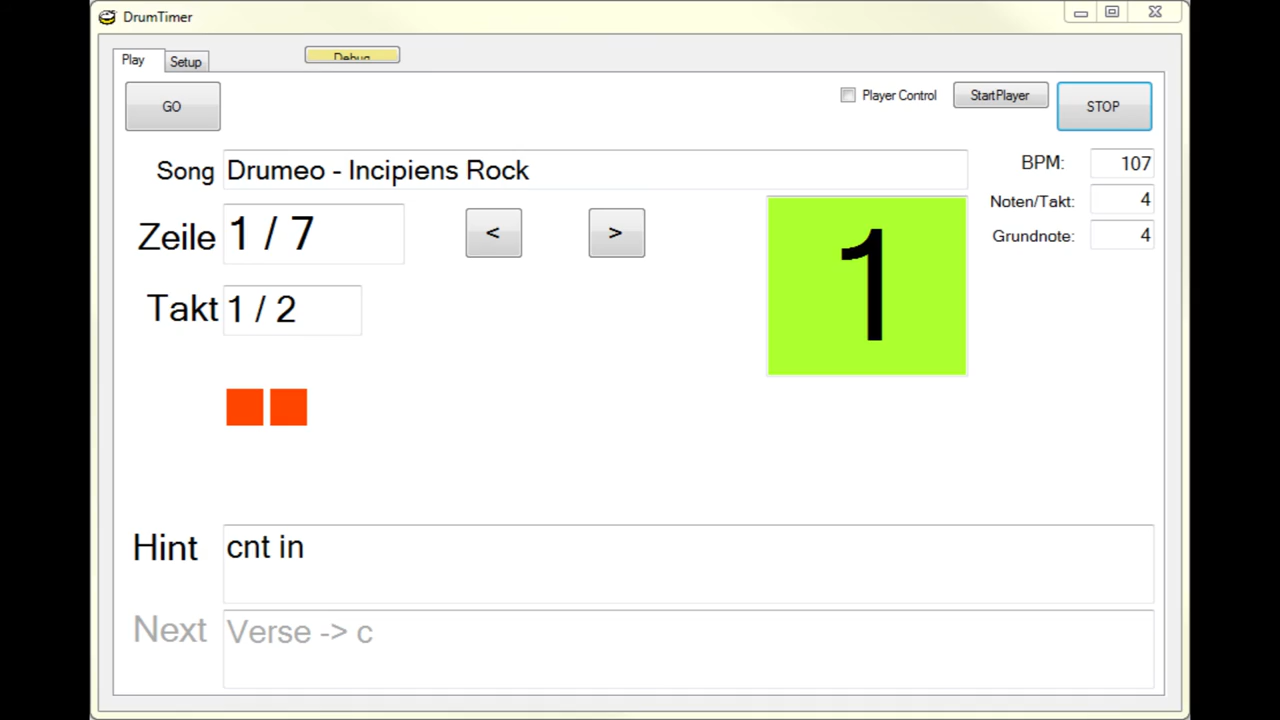 DrumTimer
Play Setup Debug
GO Player Control StartPlayer STOP
Song Drumeo - Incipiens Rock BPM: 107
Zeile 1 / 7 < > 1 Noten/Takt: 4
Grundnote: 4
Takt 1 / 2
Hint cnt in
Next Verse -> c